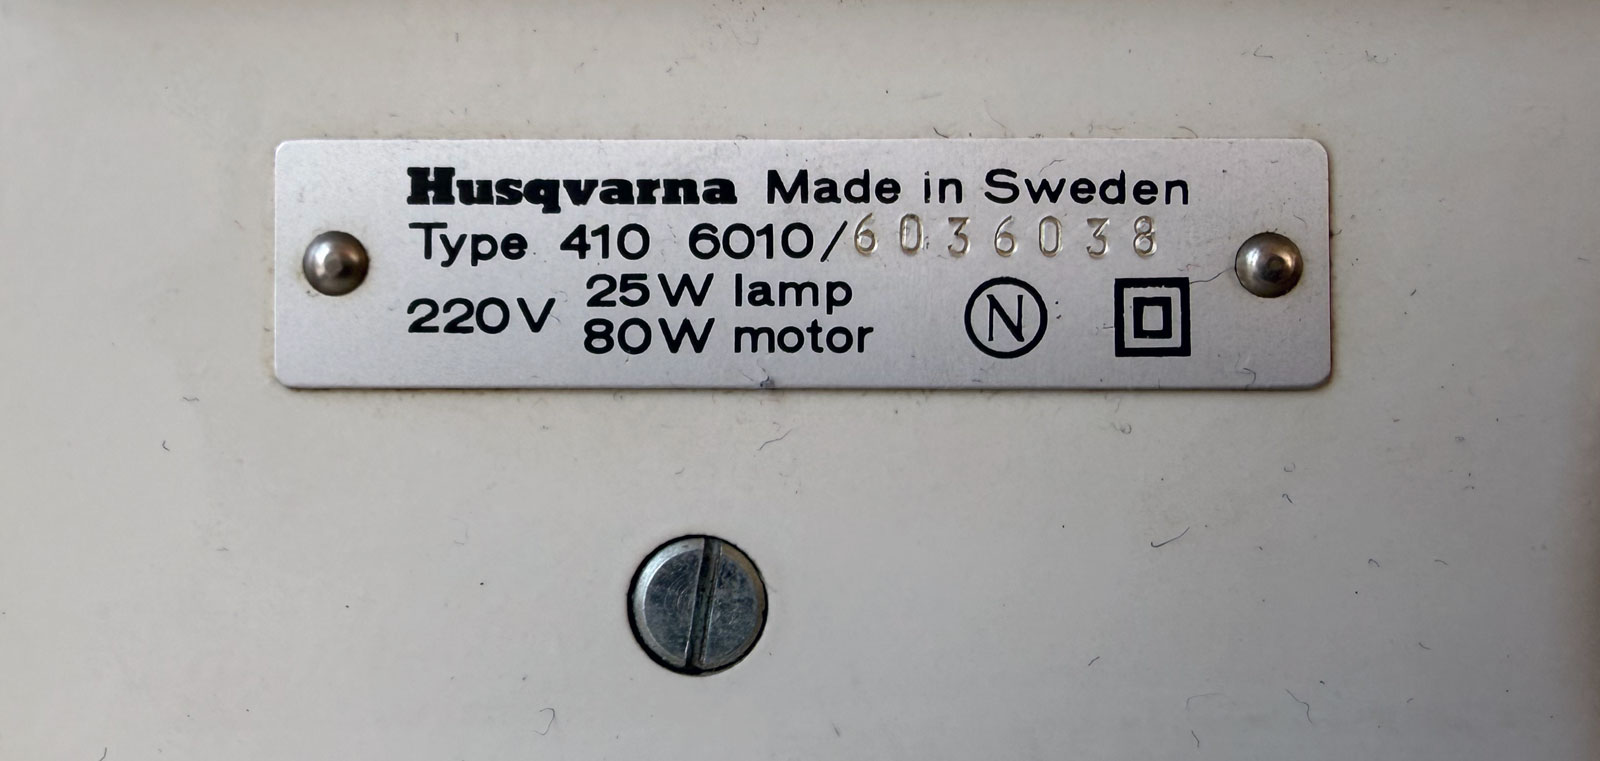 Husqvarna Made in Sweden
Type 410 6010/6036038
220V 25W lamp
80W motor
N